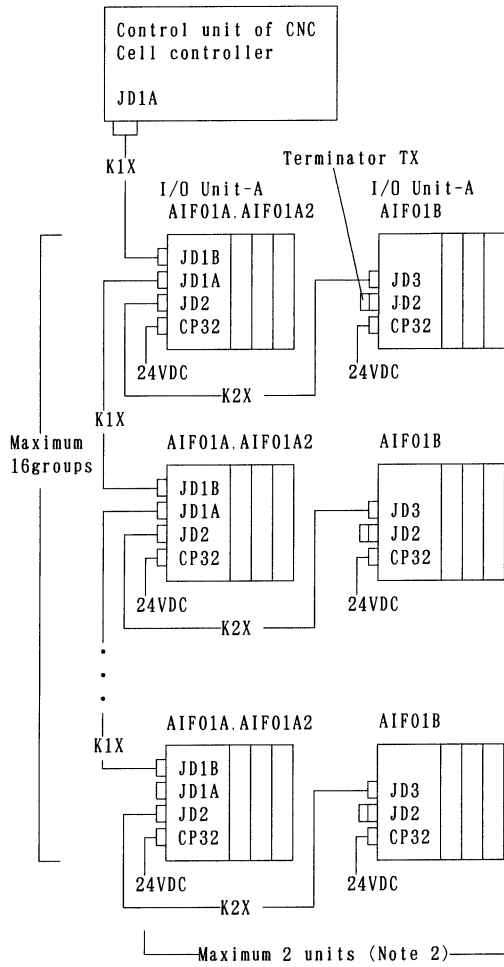 Control unit of CNC
Cell controller
JD1A
K1X
Terminator TX
I/O Unit-A
AIF01A, AIF01A2
I/O Unit-A
AIF01B
JD1B
JD1A
JD2
CP32
JD3
JD2
CP32
24VDC
24VDC
K2X
K1X
Maximum
16groups
AIF01A, AIF01A2
AIF01B
JD1B
JD1A
JD2
CP32
JD3
JD2
CP32
24VDC
24VDC
K2X
AIF01A, AIF01A2
AIF01B
K1X
JD1B
JD1A
JD2
CP32
JD3
JD2
CP32
24VDC
24VDC
K2X
Maximum 2 units (Note 2)